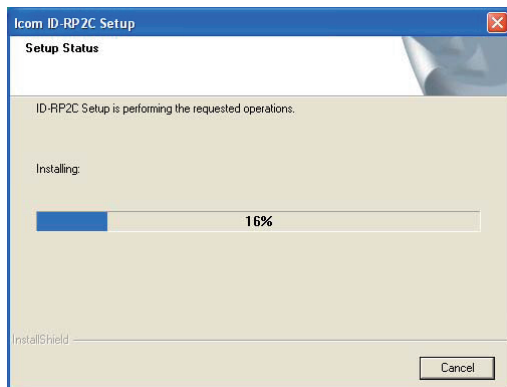 Icom ID-RP2C Setup
Setup Status
ID-RP2C Setup is performing the requested operations.
Installing:
16%
InstallShield
Cancel